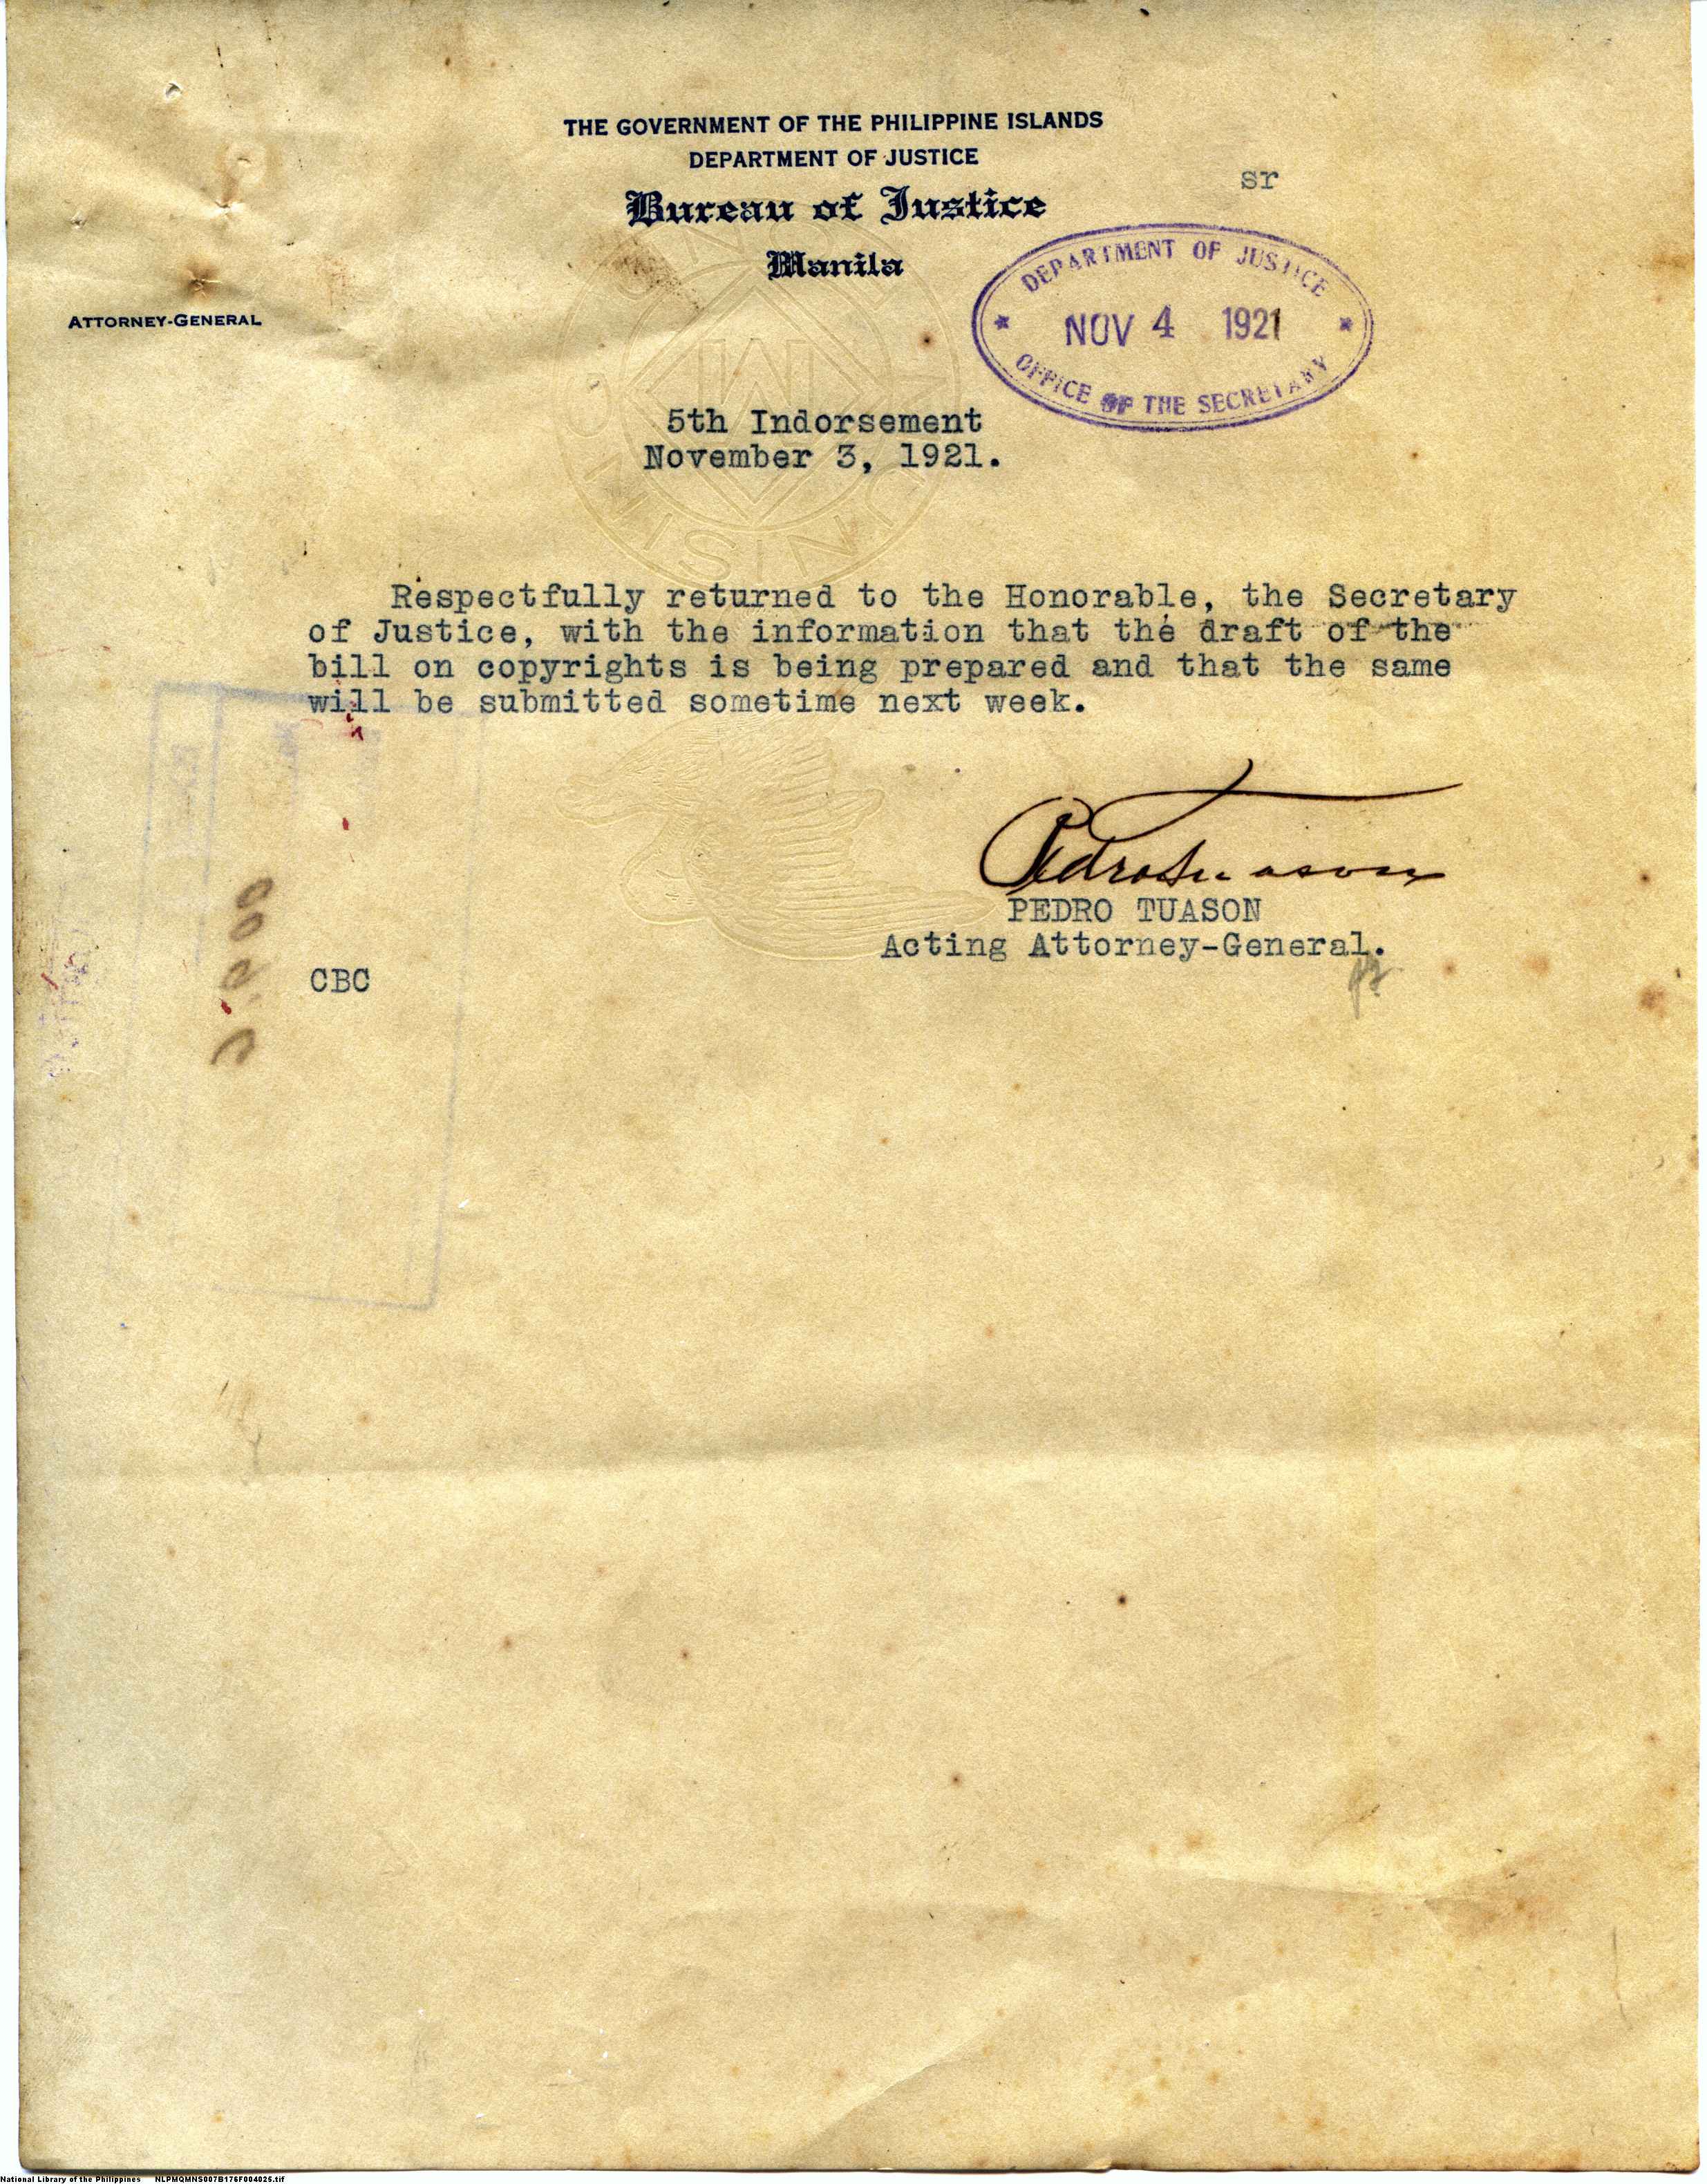 THE GOVERNMENT OF THE PHILIPPINE ISLANDS
DEPARTMENT OF JUSTICE
sr
Bureau of Justice
Manila
DEPARTMENT OF JUSTICE
NOV 4 1921
OFFICE OF THE SECRETARY
ATTORNEY-GENERAL
5th Indorsement
November 3, 1921.
Respectfully returned to the Honorable, the Secretary
of Justice, with the information that the draft of the
bill on copyrights is being prepared and that the same
will be submitted sometime next week.
Pedro Tuason
PEDRO TUASON
Acting Attorney-General.
CBC
National Library of the Philippines NLPMQMNS007B176F004025.tif